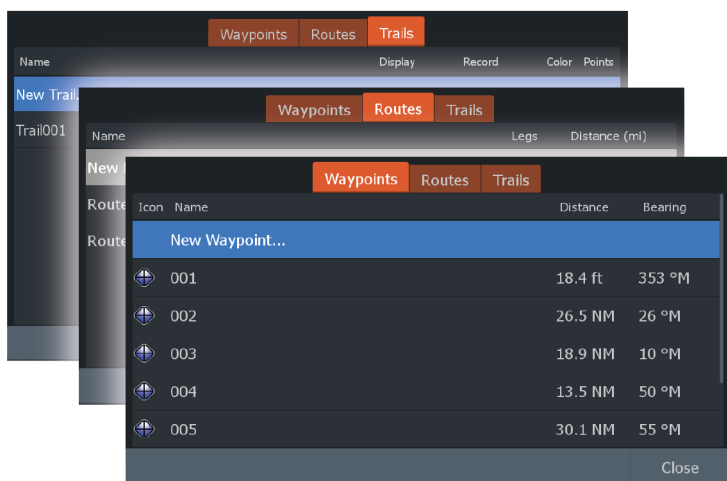 Waypoints Routes Trails
Name Display Record Color Points
New Trail
Trail001
Waypoints Routes Trails
Name Legs Distance (mi)
New
Route
Route
Waypoints Routes Trails
Icon Name Distance Bearing
New Waypoint...
001 18.4 ft 353 °M
002 26.5 NM 26 °M
003 18.9 NM 10 °M
004 13.5 NM 50 °M
005 30.1 NM 55 °M
Close